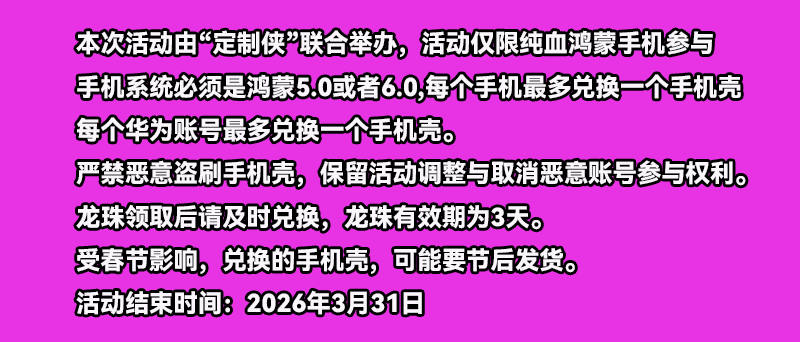 本次活动由“定制侠”联合举办，活动仅限纯血鸿蒙手机参与
手机系统必须是鸿蒙5.0或者6.0,每个手机最多兑换一个手机壳
每个华为账号最多兑换一个手机壳。
严禁恶意盗刷手机壳，保留活动调整与取消恶意账号参与权利。
龙珠领取后请及时兑换，龙珠有效期为3天。
受春节影响，兑换的手机壳，可能要节后发货。
活动结束时间：2026年3月31日